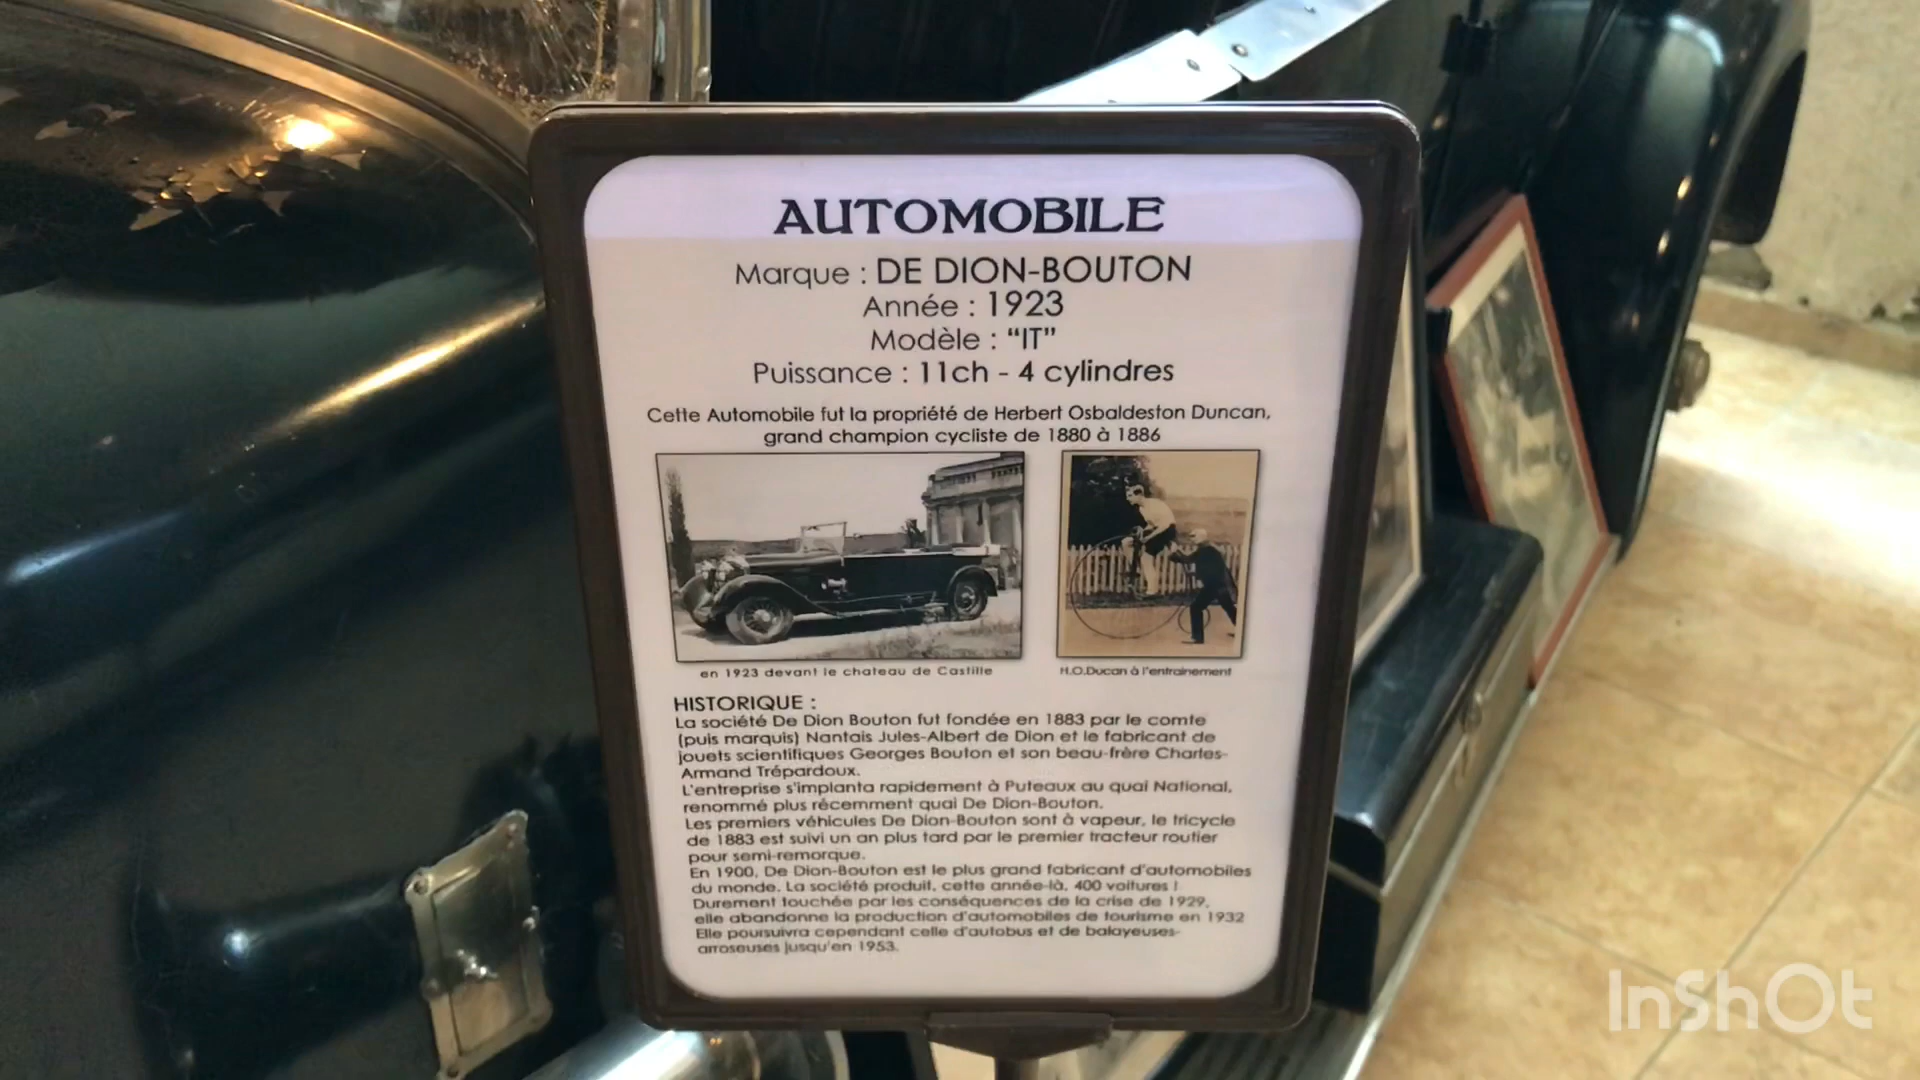 AUTOMOBILE
Marque : DE DION-BOUTON
Année : 1923
Modèle : “IT”
Puissance : 11ch - 4 cylindres
Cette Automobile fut la propriété de Herbert Osbaldeston Duncan,
grand champion cycliste de 1880 à 1886
en 1923 devant le chateau de Castille
H.O.Ducan à l'entrainement
HISTORIQUE :
La société De Dion Bouton fut fondée en 1883 par le comte
(puis marquis) Nantais Jules-Albert de Dion et le fabricant de
jouets scientifiques Georges Bouton et son beau-frère Charles-
Armand Trépardoux.
L'entreprise s'implanta rapidement à Puteaux au quai National,
renommé plus récemment quai De Dion-Bouton.
Les premiers véhicules De Dion-Bouton sont à vapeur, le tricycle
de 1883 est suivi un an plus tard par le premier tracteur routier
pour semi-remorque.
En 1900, De Dion-Bouton est le plus grand fabricant d'automobiles
du monde. La société produit, cette année-là, 400 voitures !
Durement touchée par les conséquences de la crise de 1929,
elle abandonne la production d'automobiles de tourisme en 1932
Elle poursuivra cependant celle d'autobus et de balayeuses-
arroseuses jusqu'en 1953.
InShOt